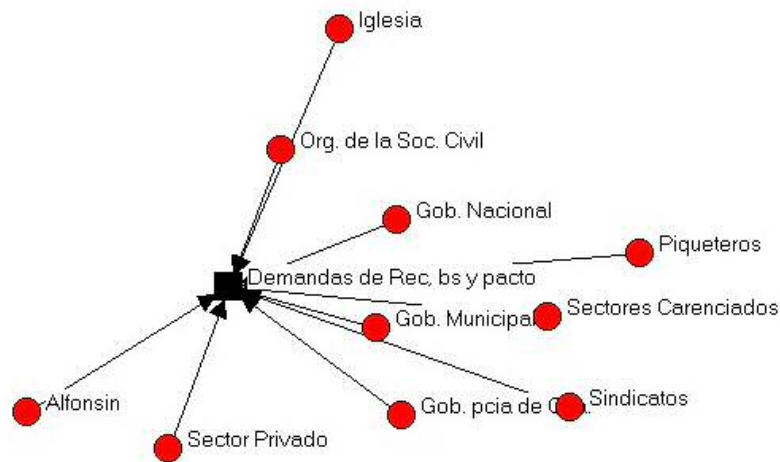 Iglesia
Org. de la Soc. Civil
Gob. Nacional
Piqueteros
Demandas de Rec, bs y pacto
Sectores Carenciados
Gob. Municipal
Alfonsin
Gob. pcia de
Sindicatos
Sector Privado